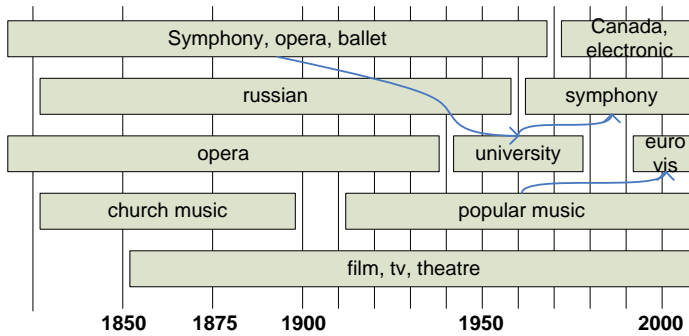 Symphony, opera, ballet
Canada,
electronic
russian
symphony
opera
university
euro
vis
church music
popular music
film, tv, theatre
1850 1875 1900 1950 2000